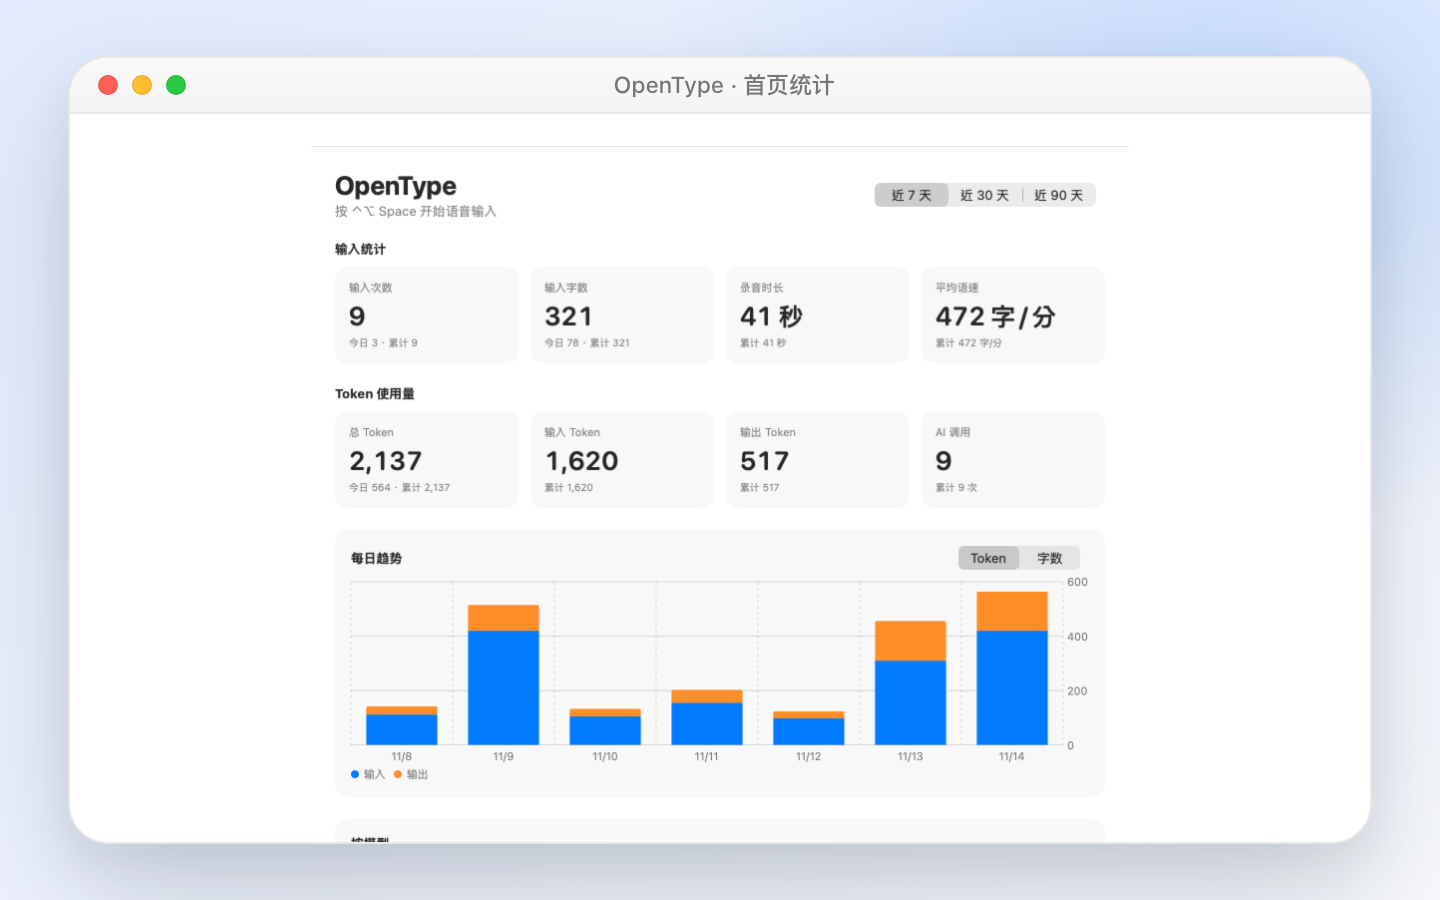 OpenType · 首页统计
OpenType
按 ^⌥ Space 开始语音输入
近 7 天 近 30 天 近 90 天
输入统计
输入次数
9
今日 3 · 累计 9
输入字数
321
今日 78 · 累计 321
录音时长
41 秒
累计 41 秒
平均语速
472 字/分
累计 472 字/分
Token 使用量
总 Token
2,137
今日 564 · 累计 2,137
输入 Token
1,620
累计 1,620
输出 Token
517
累计 517
AI 调用
9
累计 9 次
每日趋势
Token 字数
600
400
200
0
11/8 11/9 11/10 11/11 11/12 11/13 11/14
输入 输出